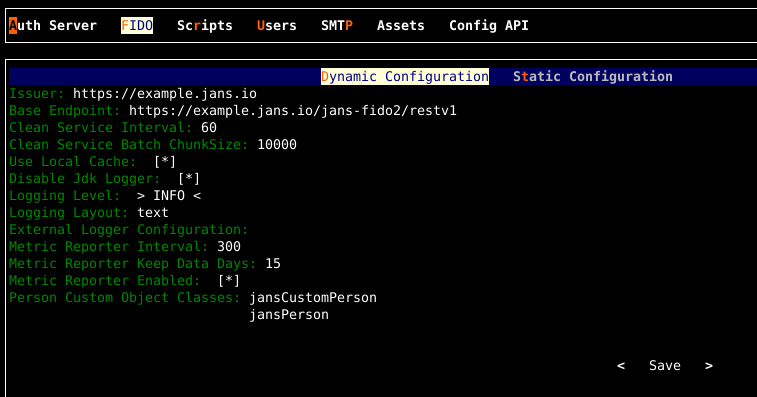 Auth Server FIDO Scripts Users SMTP Assets Config API
Dynamic Configuration Static Configuration
Issuer: https://example.jans.io
Base Endpoint: https://example.jans.io/jans-fido2/restv1
Clean Service Interval: 60
Clean Service Batch ChunkSize: 10000
Use Local Cache: [*]
Disable Jdk Logger: [*]
Logging Level: > INFO <
Logging Layout: text
External Logger Configuration:
Metric Reporter Interval: 300
Metric Reporter Keep Data Days: 15
Metric Reporter Enabled: [*]
Person Custom Object Classes: jansCustomPerson
jansPerson
< Save >